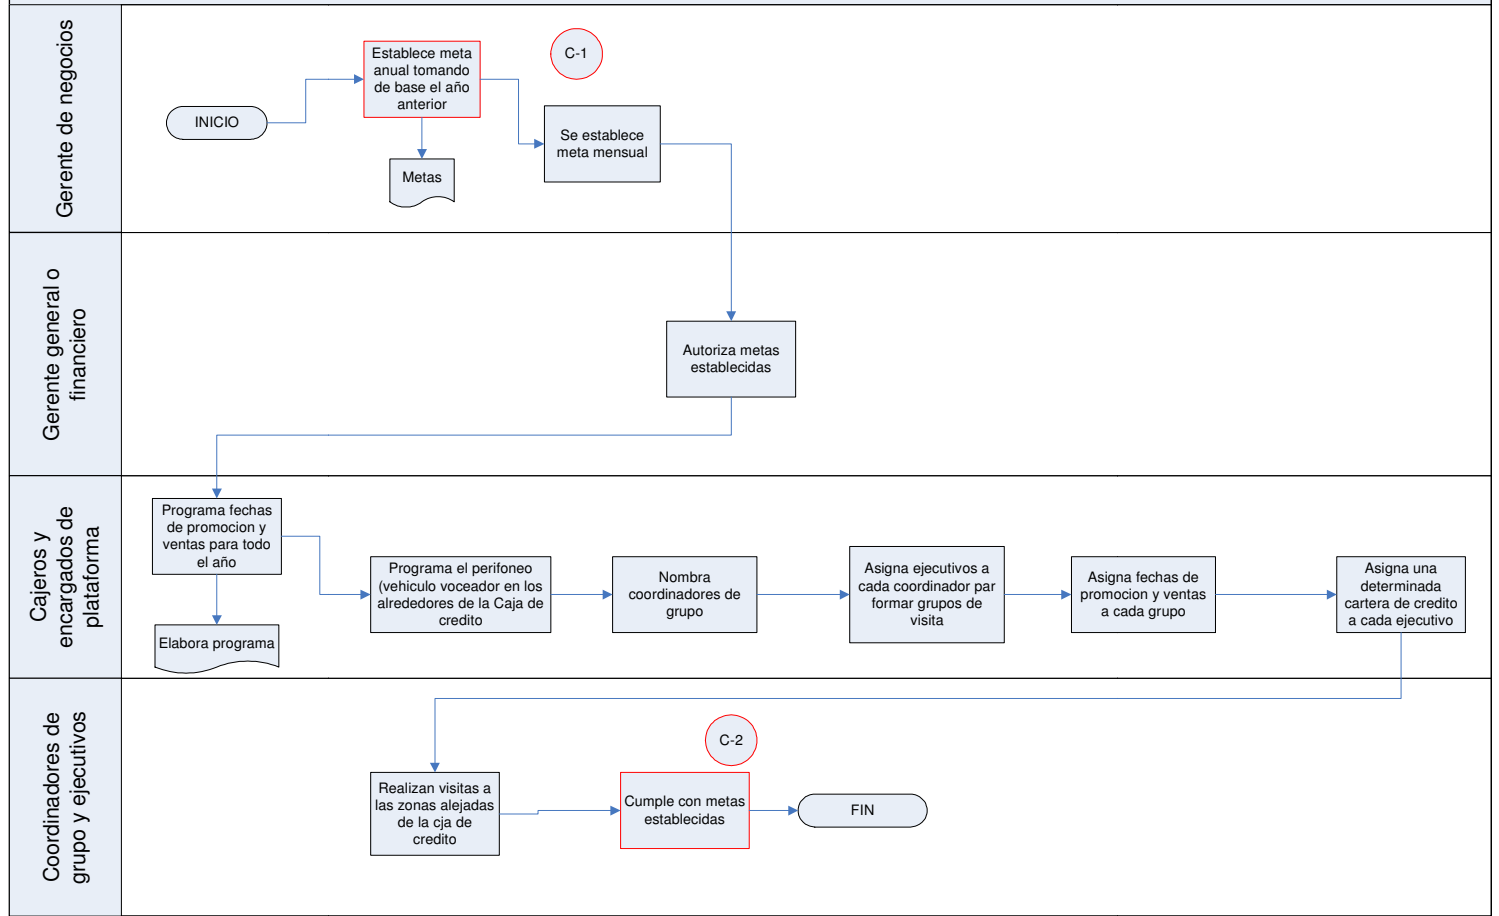 Gerente de negocios
INICIO
Establece meta
anual tomando
de base el año
anterior
C-1
Metas
Se establece
meta mensual
Gerente general o
financiero
Autoriza metas
establecidas
Cajeros y
encargados de
plataforma
Programa fechas
de promocion y
ventas para todo
el año
Elabora programa
Programa el perifoneo
(vehiculo voceador en los
alrededores de la Caja de
credito
Nombra
coordinadores de
grupo
Asigna ejecutivos a
cada coordinador par
formar grupos de
visita
Asigna fechas de
promocion y ventas
a cada grupo
Asigna una
determinada
cartera de credito
a cada ejecutivo
Coordinadores de
grupo y ejecutivos
Realizan visitas a
las zonas alejadas
de la cja de
credito
C-2
Cumple con metas
establecidas
FIN